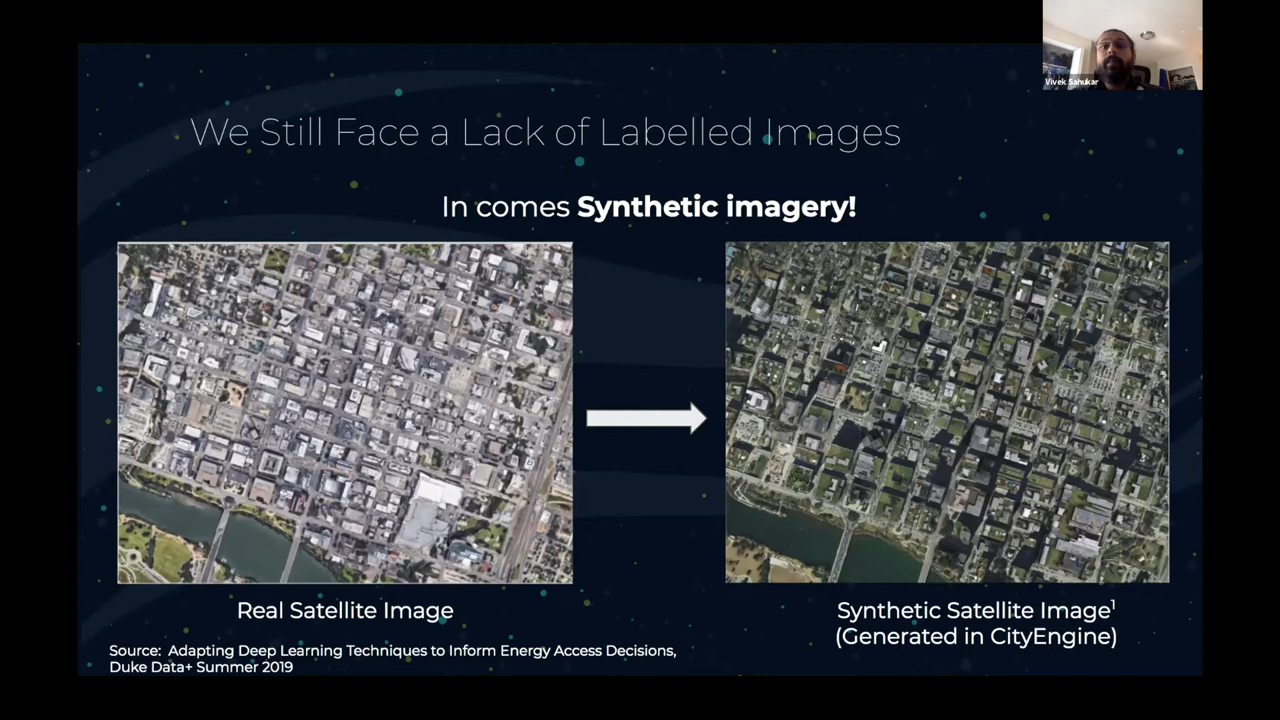 Vivek Sahukar
We Still Face a Lack of Labelled Images
In comes Synthetic imagery!
Real Satellite Image
Synthetic Satellite Image¹
(Generated in CityEngine)
Source: Adapting Deep Learning Techniques to Inform Energy Access Decisions,
Duke Data+ Summer 2019